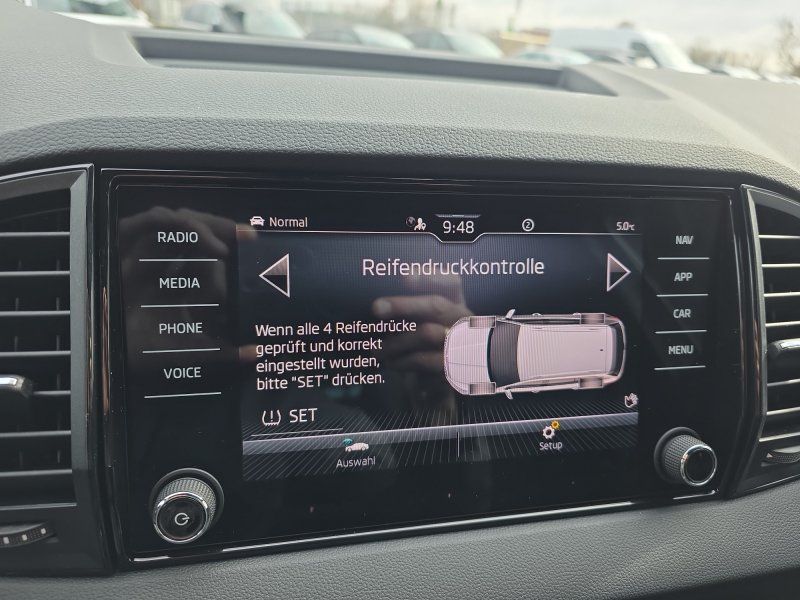 Normal
9:48
2
5.0°C
RADIO
MEDIA
PHONE
VOICE
Reifendruckkontrolle
Wenn alle 4 Reifendrücke
geprüft und korrekt
eingestellt wurden,
bitte "SET" drücken.
SET
Auswahl
Setup
NAV
APP
CAR
MENU